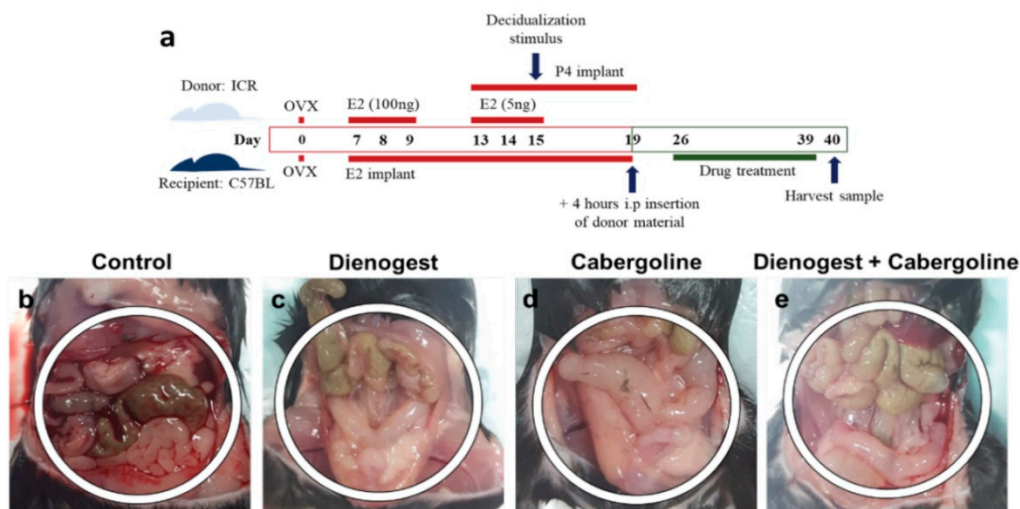 a
Decidualization
stimulus
P4 implant
Donor: ICR
OVX
E2 (100ng)
E2 (5ng)
Day 0 7 8 9 13 14 15 19 26 39 40
OVX
E2 implant
Recipient: C57BL
Drug treatment
Harvest sample
+ 4 hours i.p insertion
of donor material
Control Dienogest Cabergoline Dienogest + Cabergoline
b c d e